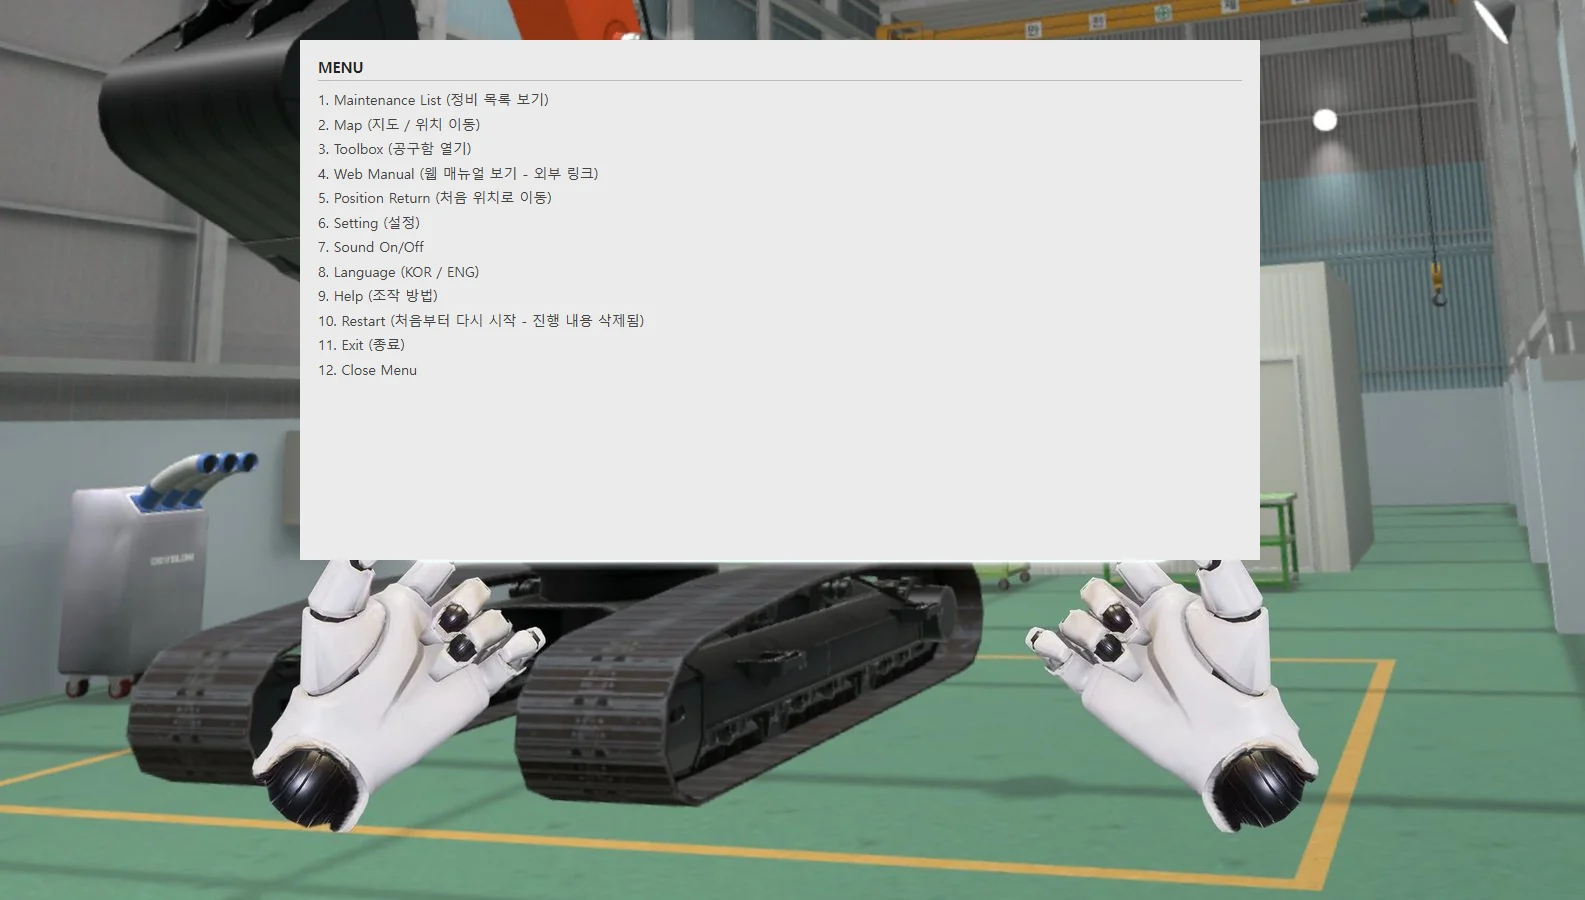 만 전 제
MENU
1. Maintenance List (정비 목록 보기)
2. Map (지도 / 위치 이동)
3. Toolbox (공구함 열기)
4. Web Manual (웹 매뉴얼 보기 - 외부 링크)
5. Position Return (처음 위치로 이동)
6. Setting (설정)
7. Sound On/Off
8. Language (KOR / ENG)
9. Help (조작 방법)
10. Restart (처음부터 다시 시작 - 진행 내용 삭제됨)
11. Exit (종료)
12. Close Menu